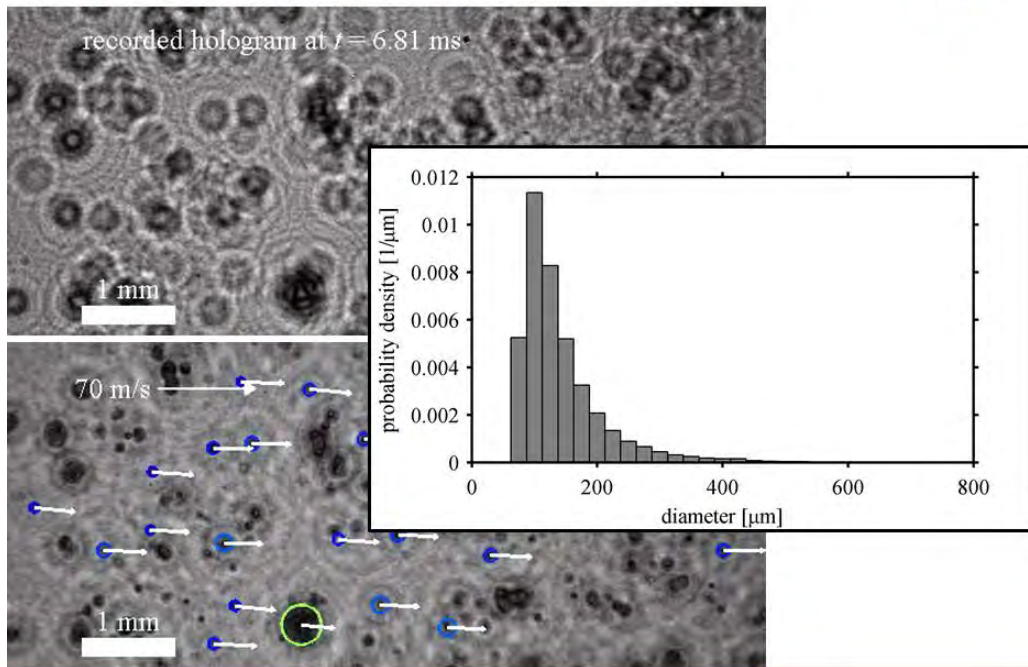 recorded hologram at t = 6.81 ms
1 mm
70 m/s
1 mm
probability density [1/μm]
0.012
0.01
0.008
0.006
0.004
0.002
0
0
200
400
600
800
diameter [μm]